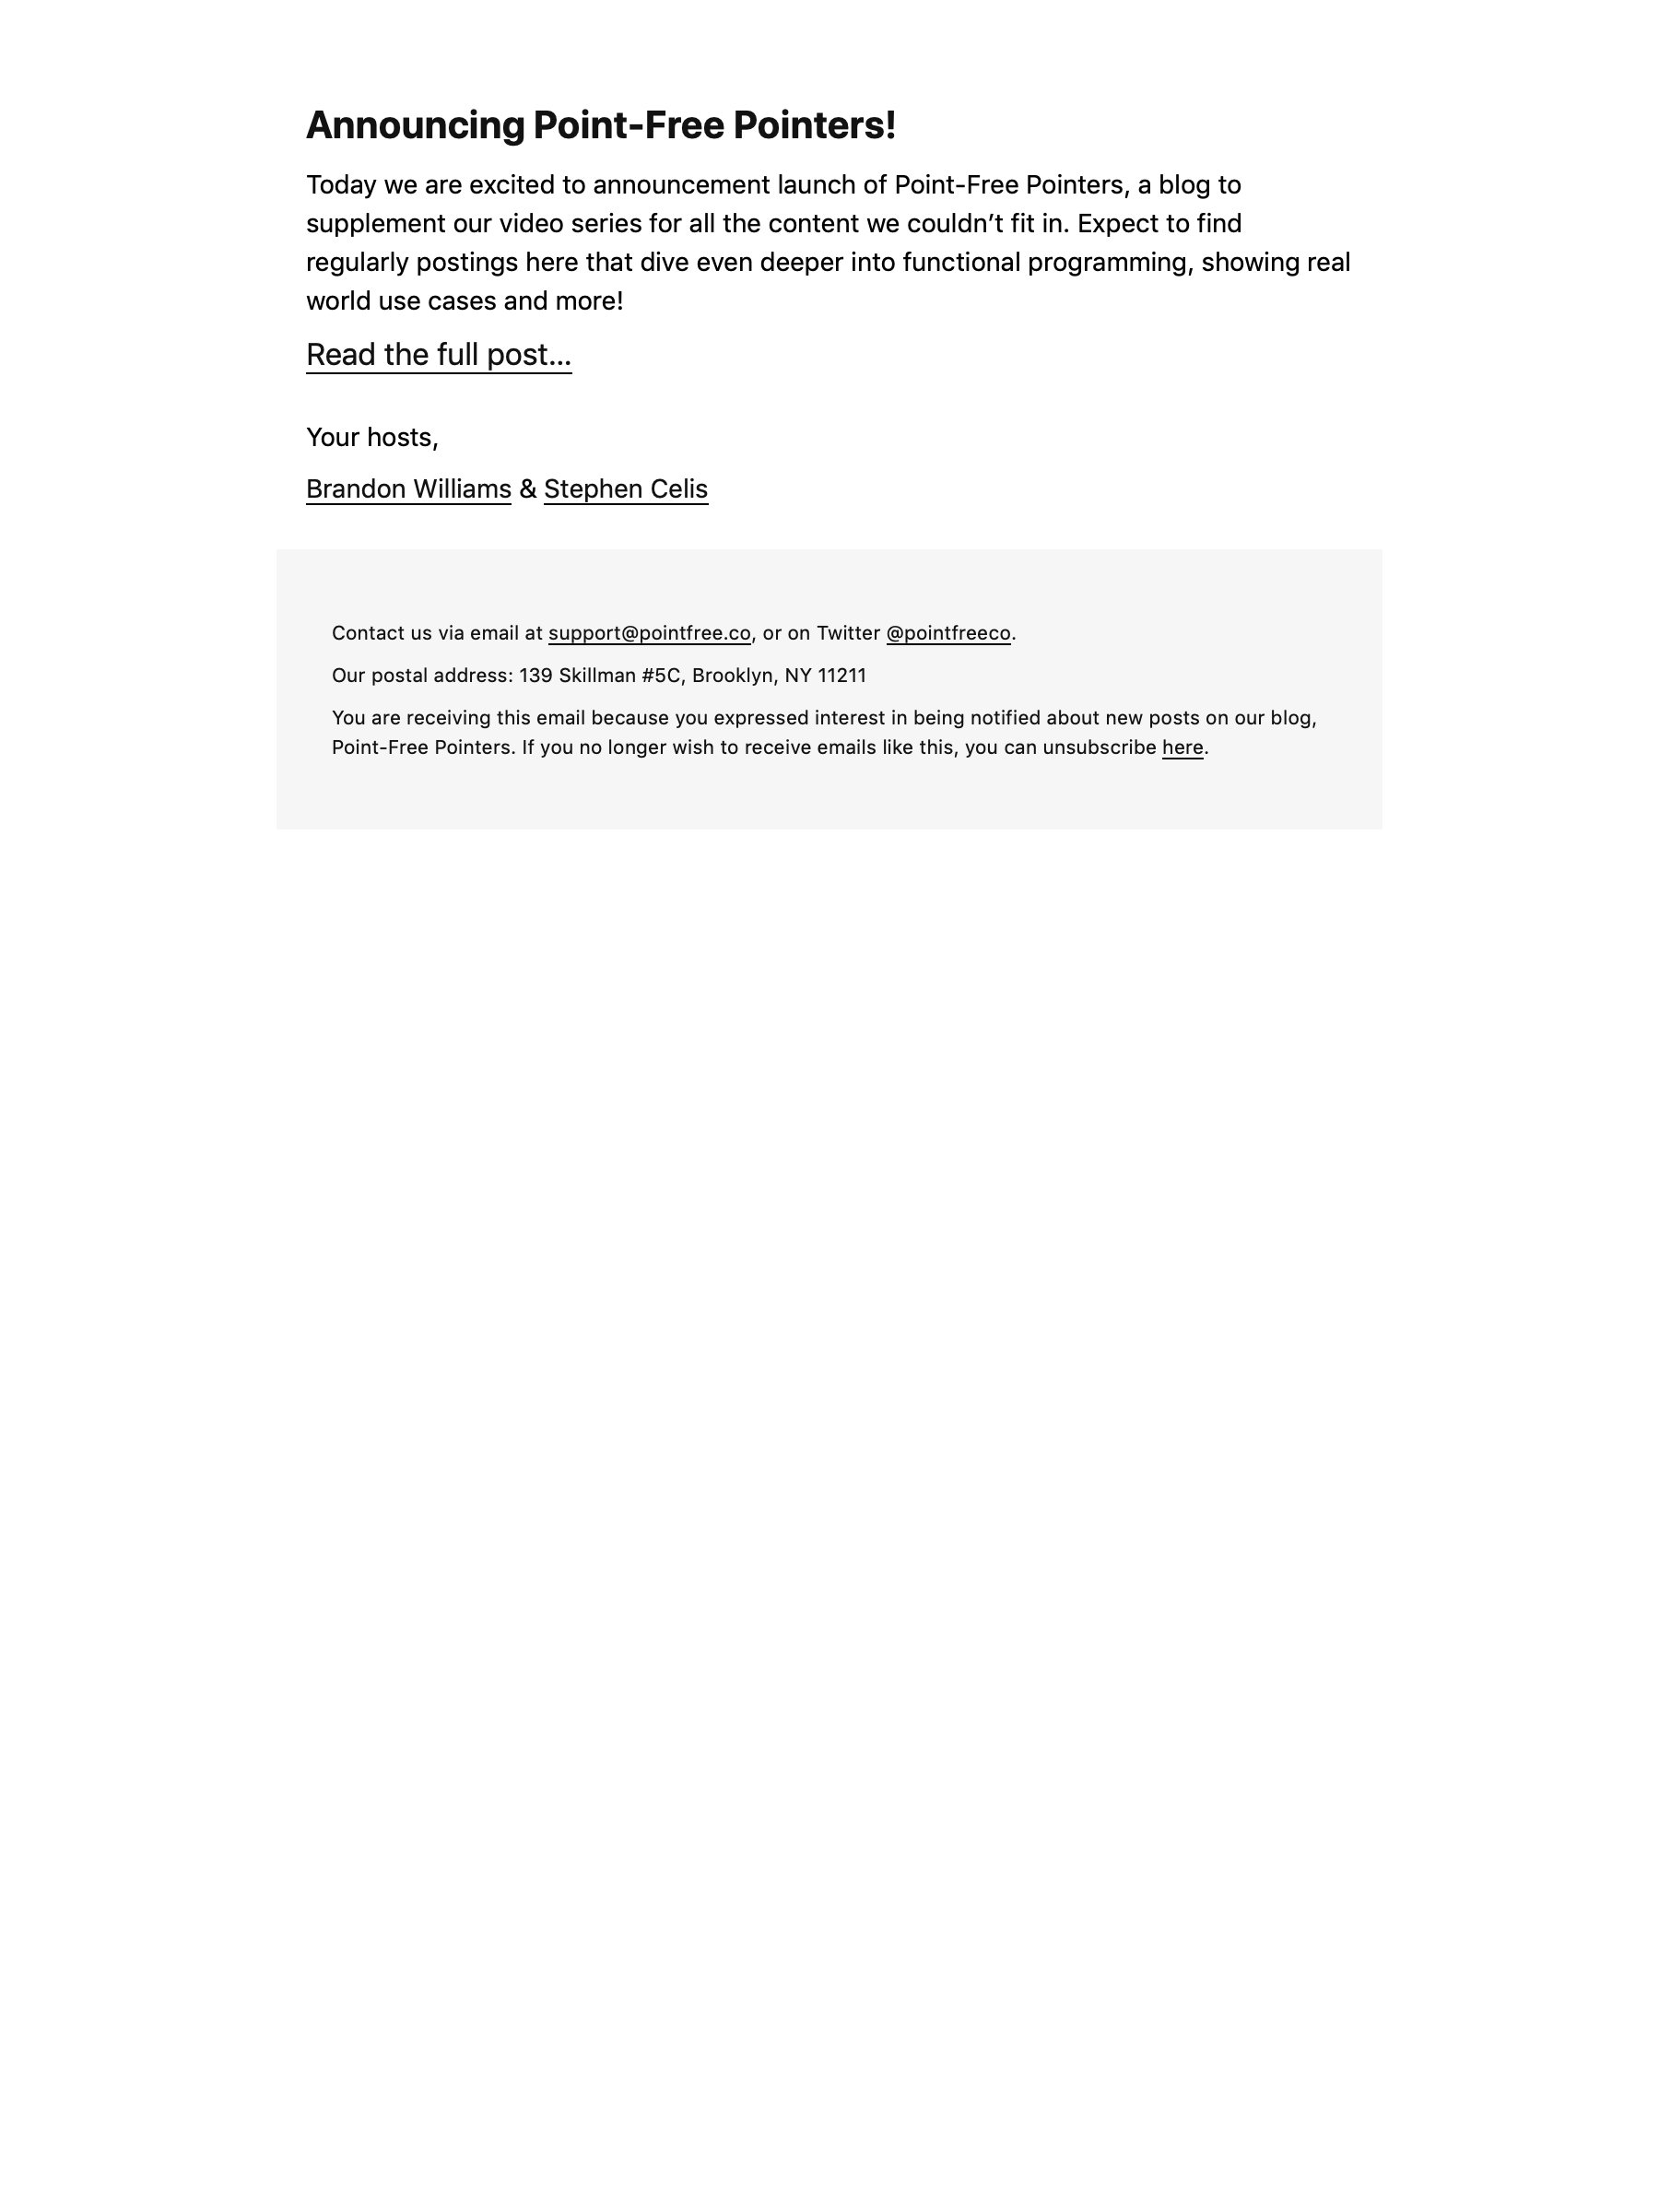 Announcing Point-Free Pointers!
Today we are excited to announcement launch of Point-Free Pointers, a blog to
supplement our video series for all the content we couldn’t fit in. Expect to find
regularly postings here that dive even deeper into functional programming, showing real
world use cases and more!
Read the full post…
Your hosts,
Brandon Williams & Stephen Celis
Contact us via email at support@pointfree.co, or on Twitter @pointfreeco.
Our postal address: 139 Skillman #5C, Brooklyn, NY 11211
You are receiving this email because you expressed interest in being notified about new posts on our blog,
Point-Free Pointers. If you no longer wish to receive emails like this, you can unsubscribe here.